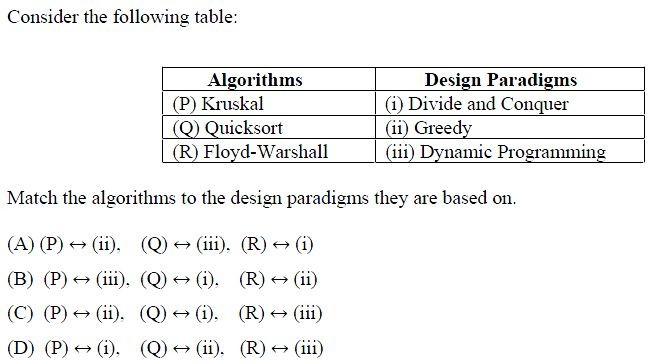 Consider the following table:
Algorithms Design Paradigms
(P) Kruskal (i) Divide and Conquer
(Q) Quicksort (ii) Greedy
(R) Floyd-Warshall (iii) Dynamic Programming
Match the algorithms to the design paradigms they are based on.
(A) (P) ↔ (ii), (Q) ↔ (iii), (R) ↔ (i)
(B) (P) ↔ (iii), (Q) ↔ (i), (R) ↔ (ii)
(C) (P) ↔ (ii), (Q) ↔ (i), (R) ↔ (iii)
(D) (P) ↔ (i), (Q) ↔ (ii), (R) ↔ (iii)